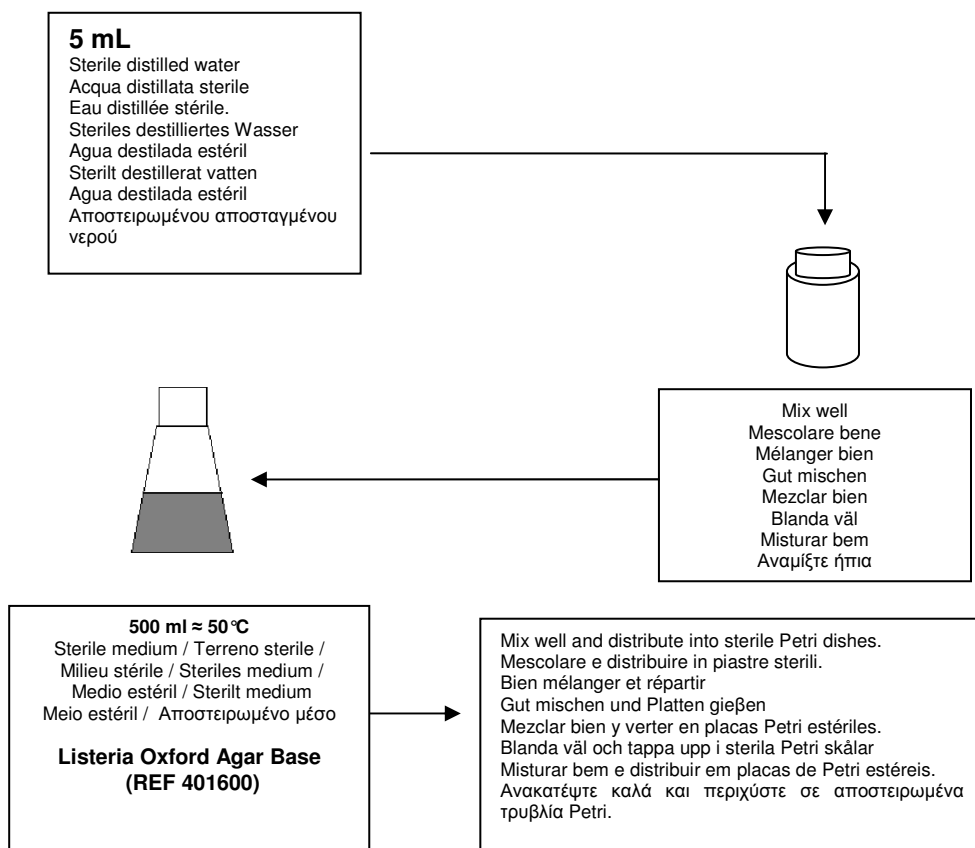 5 mL
Sterile distilled water
Acqua distillata sterile
Eau distillée stérile.
Steriles destilliertes Wasser
Agua destilada estéril
Sterilt destillerat vatten
Agua destilada estéril
Αποστειρωμένου αποσταγμένου
νερού
Mix well
Mescolare bene
Mélanger bien
Gut mischen
Mezclar bien
Blanda väl
Misturar bem
Αναμίξτε ήπια
500 ml ≈ 50°C
Sterile medium / Terreno sterile /
Milieu stérile / Steriles medium /
Medio estéril / Sterilt medium
Meio estéril / Αποστειρωμένο μέσο
Listeria Oxford Agar Base
(REF 401600)
Mix well and distribute into sterile Petri dishes.
Mescolare e distribuire in piastre sterili.
Bien mélanger et répartir
Gut mischen und Platten gieβen
Mezclar bien y verter en placas Petri estériles.
Blanda väl och tappa upp i sterila Petri skålar
Misturar bem e distribuir em placas de Petri estéreis.
Ανακατέψτε καλά και περιχύστε σε αποστειρωμένα
τρυβλία Petri.